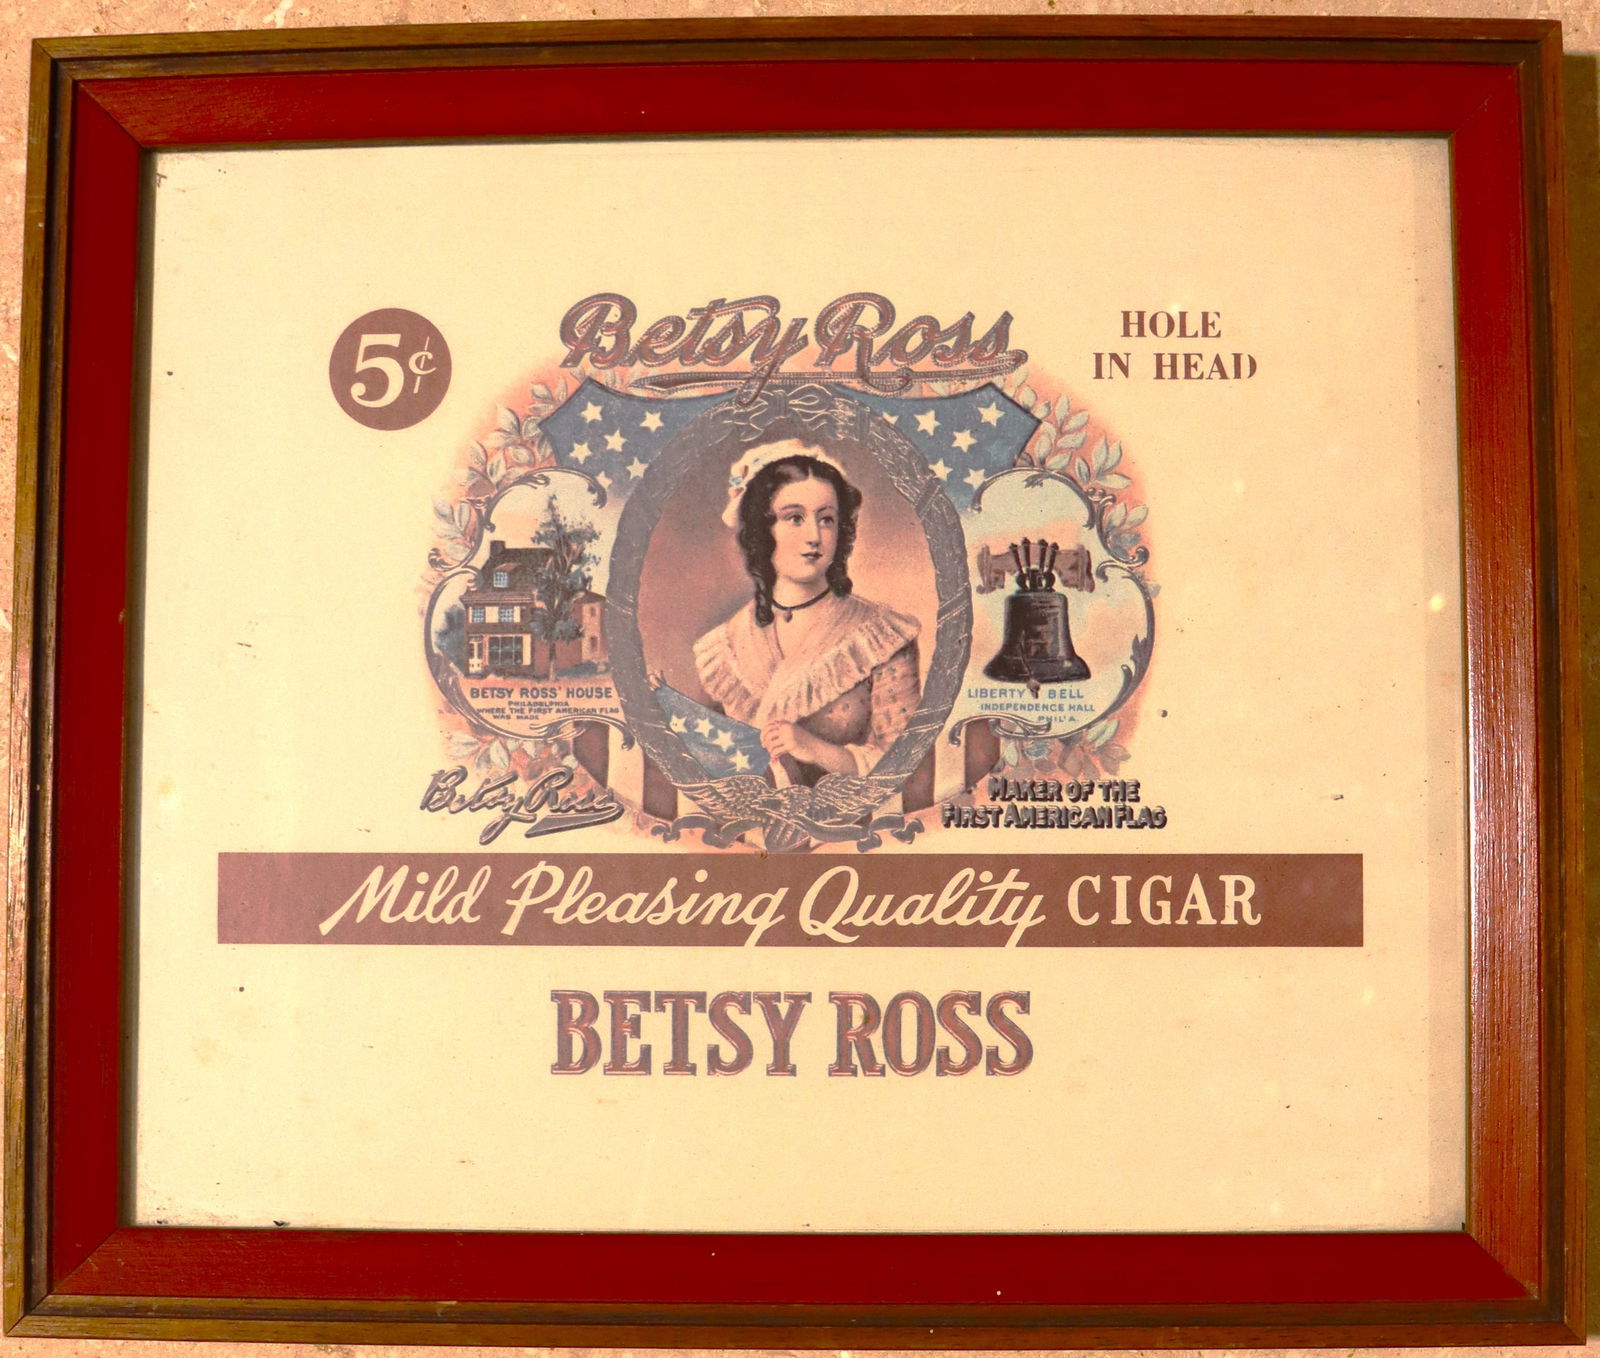 5¢
Betsy Ross
HOLE
IN HEAD
BETSY ROSS' HOUSE
PHILADELPHIA
WHERE THE FIRST AMERICAN FLAG
WAS MADE
LIBERTY BELL
INDEPENDENCE HALL
PHIL'A.
Betsy Ross
MAKER OF THE
FIRST AMERICAN FLAG
Mild Pleasing Quality CIGAR
BETSY ROSS